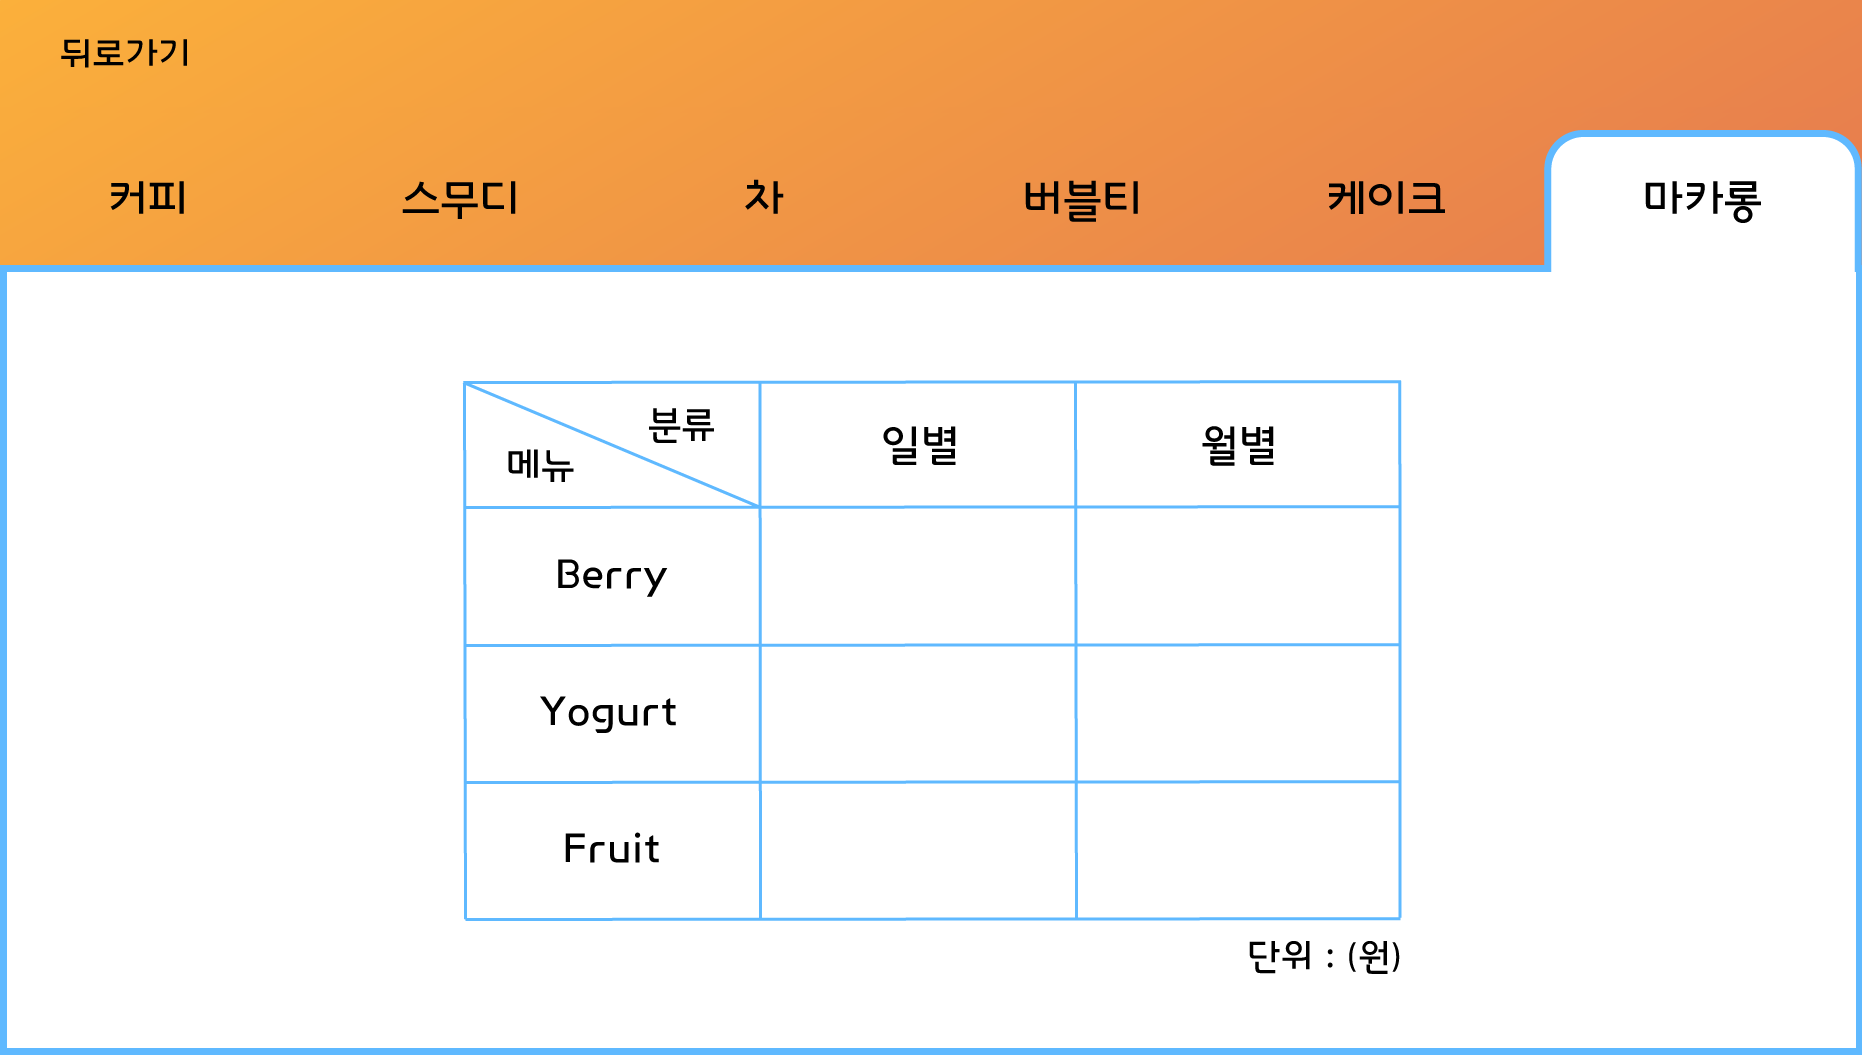 뒤로가기
커피 스무디 차 버블티 케이크 마카롱
분류
메뉴
일별 월별
Berry
Yogurt
Fruit
단위 : (원)